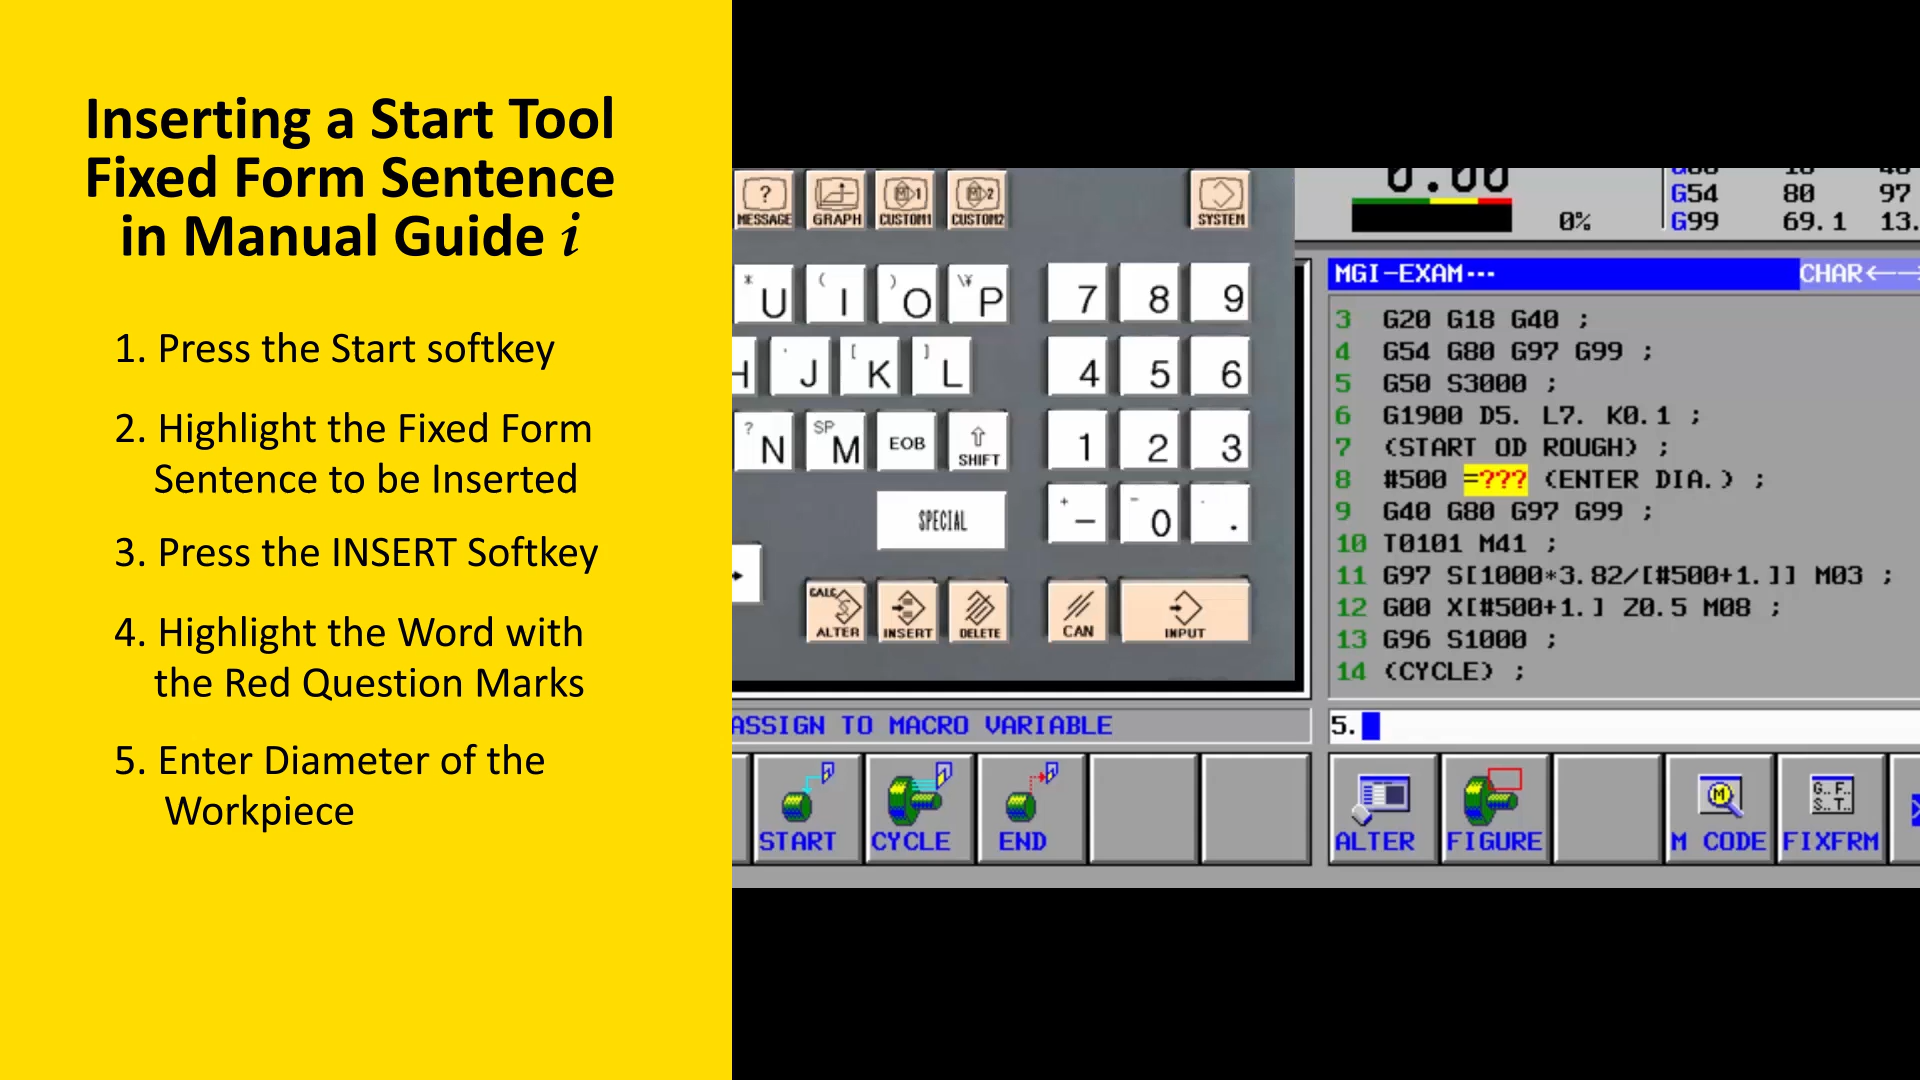 Inserting a Start Tool
Fixed Form Sentence
in Manual Guide i
1. Press the Start softkey
2. Highlight the Fixed Form
Sentence to be Inserted
3. Press the INSERT Softkey
4. Highlight the Word with
the Red Question Marks
5. Enter Diameter of the
Workpiece
? MESSAGE
GRAPH
M 1 CUSTOM1
M 2 CUSTOM2
SYSTEM
* U
( I
) O
\¥ P
7 8 9
H
' J
[ K
] L
4 5 6
? N
SP M
EOB
SHIFT
1 2 3
SPECIAL
+ −
− 0
. .
CALC ALTER
INSERT
DELETE
CAN
INPUT
0.00
0%
G54 80 97
G99 69.1 13.
MGI-EXAM··· CHAR←
3 G20 G18 G40 ;
4 G54 G80 G97 G99 ;
5 G50 S3000 ;
6 G1900 D5. L7. K0.1 ;
7 (START OD ROUGH) ;
8 #500 =??? (ENTER DIA.) ;
9 G40 G80 G97 G99 ;
10 T0101 M41 ;
11 G97 S[1000*3.82/[#500+1.]] M03 ;
12 G00 X[#500+1.] Z0.5 M08 ;
13 G96 S1000 ;
14 (CYCLE) ;
ASSIGN TO MACRO VARIABLE
5.
START
CYCLE
END
ALTER
FIGURE
M
M CODE
G.. F..
S.. T..
FIXFRM